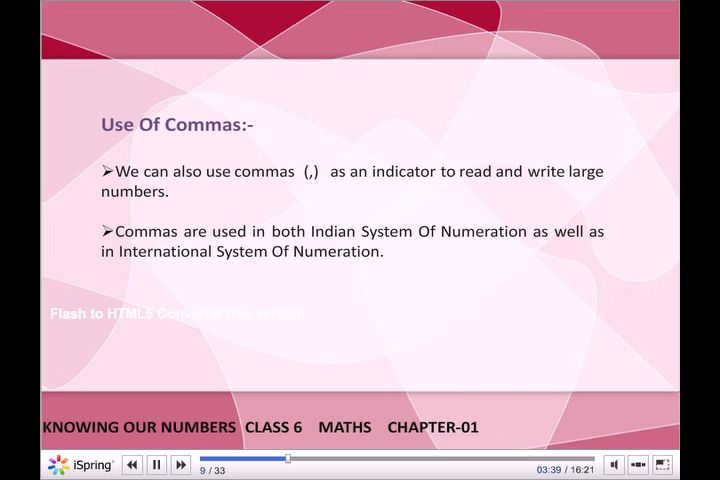 Use Of Commas:-
➢We can also use commas (,) as an indicator to read and write large
numbers.
➢Commas are used in both Indian System Of Numeration as well as
in International System Of Numeration.
Flash to HTML5 Converter free version
KNOWING OUR NUMBERS CLASS 6 MATHS CHAPTER-01
iSpring
9 / 33
03:39 / 16:21